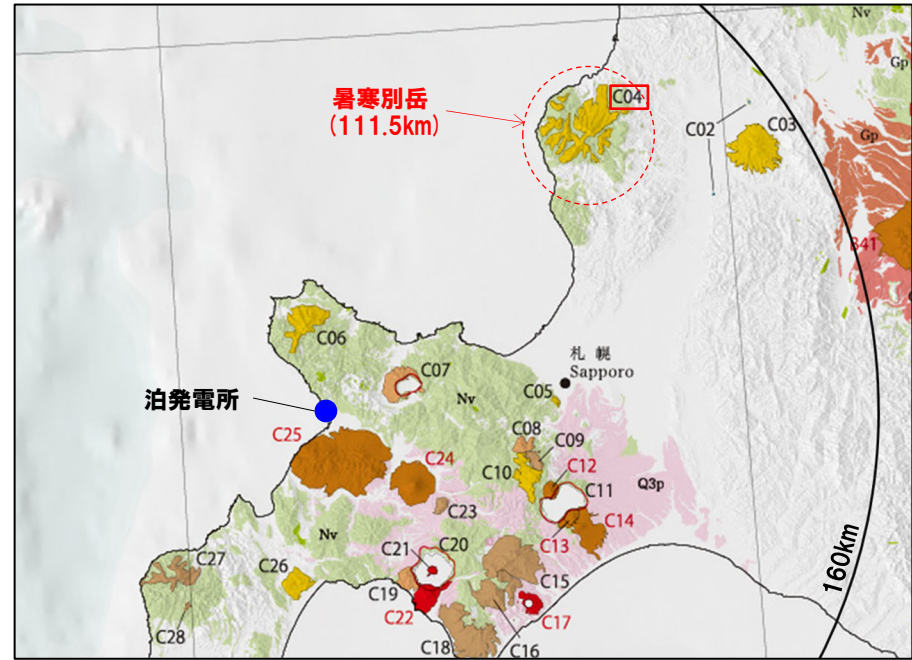 Nv
Gp
暑寒別岳
(111.5km)
C04
C02
C03
Gp
B41
C06
C07
札幌
Sapporo
Nv
C05
泊発電所
C25
C24
C08
C09
C10
C12
C11
Q3p
C23
C14
C13
Nv
C21
C20
C27
C26
C19
C15
C22
C17
160km
C28
C18
C16